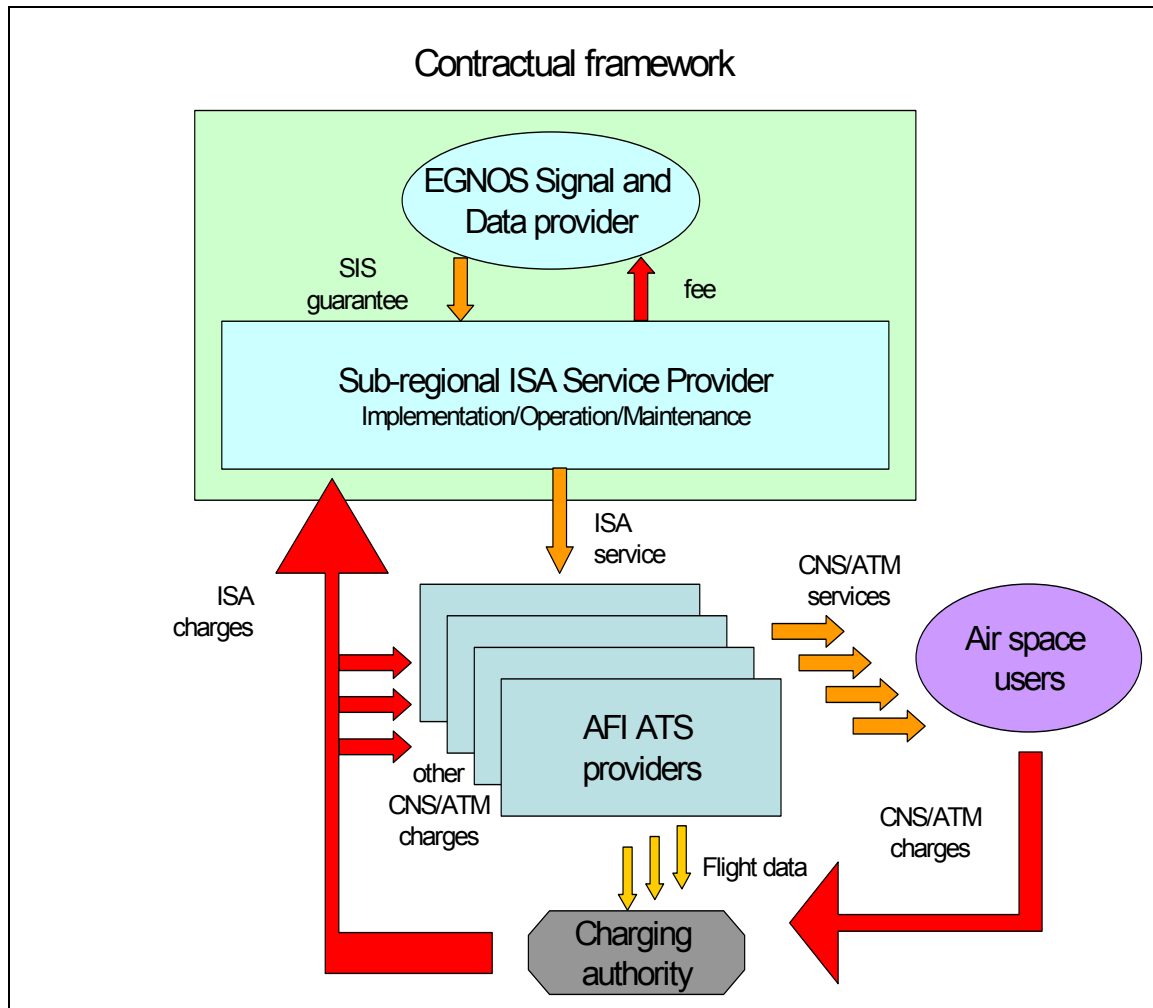 Contractual framework
EGNOS Signal and
Data provider
SIS
guarantee
fee
Sub-regional ISA Service Provider
Implementation/Operation/Maintenance
ISA
service
CNS/ATM
services
ISA
charges
Air space
users
AFI ATS
providers
other
CNS/ATM
charges
CNS/ATM
charges
Flight data
Charging
authority